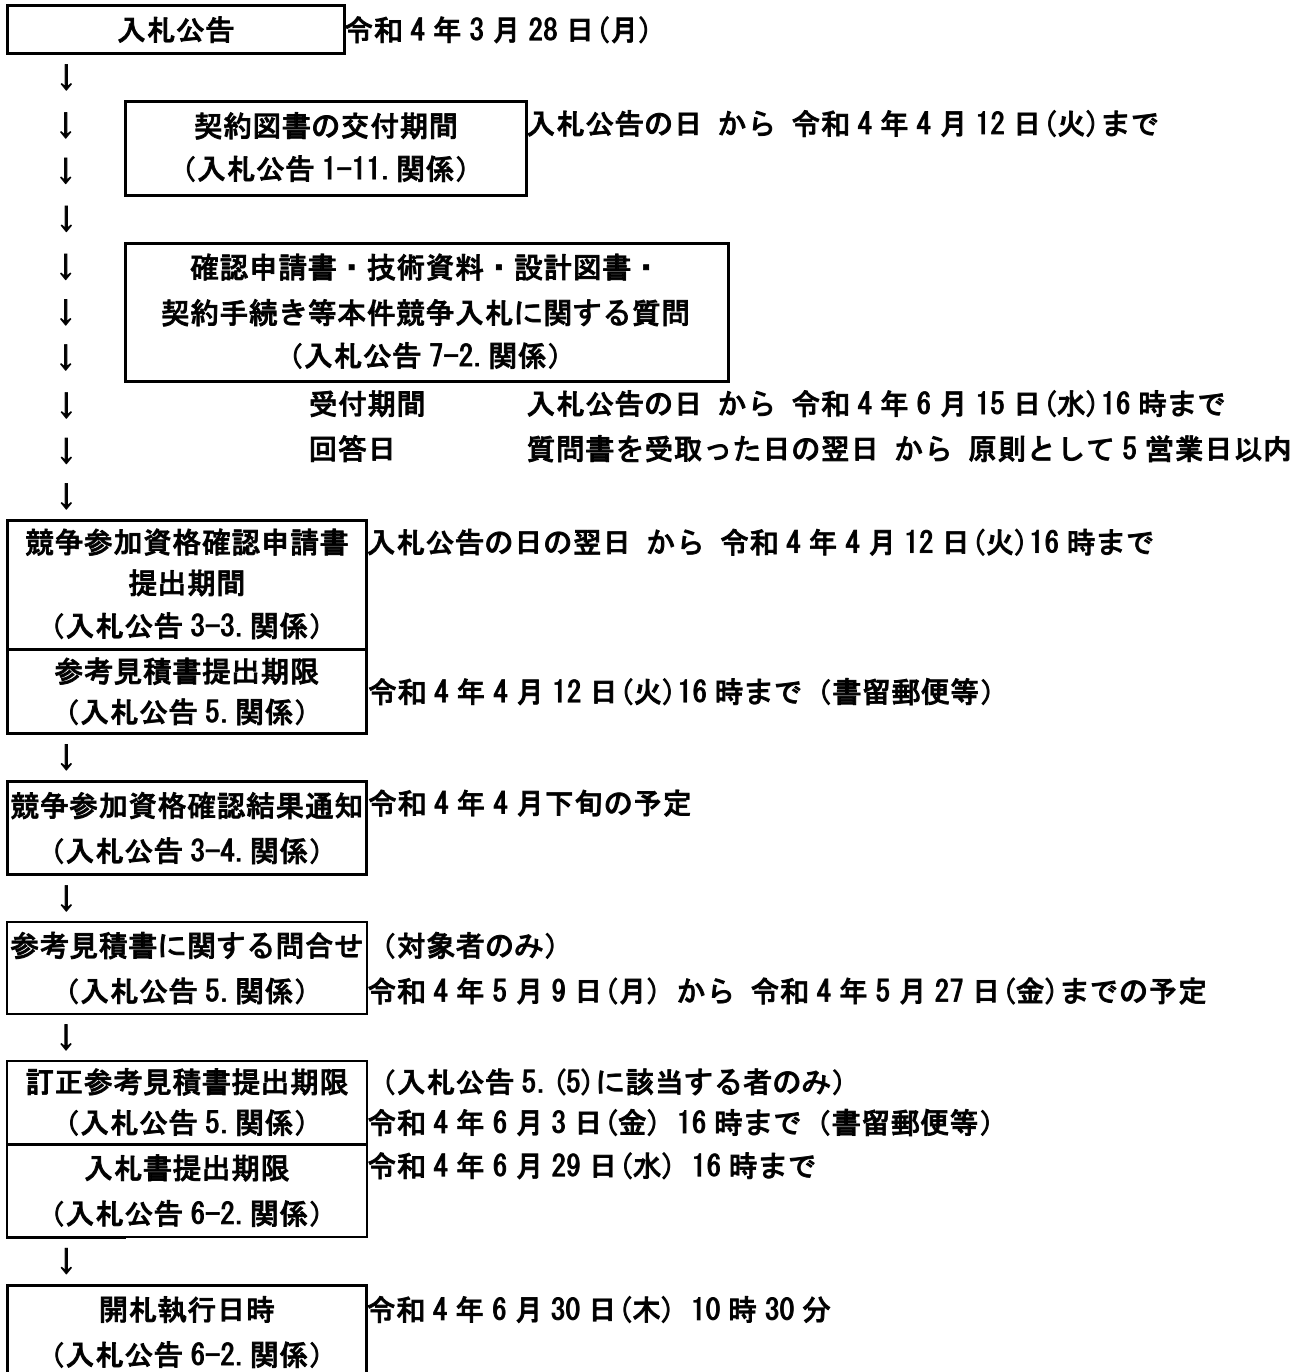 入札公告 令和4年3月28日(月)
↓
↓ 契約図書の交付期間 入札公告の日 から 令和4年4月12日(火)まで
↓ (入札公告1-11.関係)
↓
↓ 確認申請書・技術資料・設計図書・
↓ 契約手続き等本件競争入札に関する質問
↓ (入札公告7-2.関係)
↓ 受付期間 入札公告の日 から 令和4年6月15日(水)16時まで
↓ 回答日 質問書を受取った日の翌日 から 原則として5営業日以内
↓
競争参加資格確認申請書 入札公告の日の翌日 から 令和4年4月12日(火)16時まで
提出期間
(入札公告3-3.関係)
参考見積書提出期限
令和4年4月12日(火)16時まで(書留郵便等)
(入札公告5.関係)
↓
競争参加資格確認結果通知 令和4年4月下旬の予定
(入札公告3-4.関係)
↓
参考見積書に関する問合せ (対象者のみ)
(入札公告5.関係) 令和4年5月9日(月) から 令和4年5月27日(金)までの予定
↓
訂正参考見積書提出期限 (入札公告5.(5)に該当する者のみ)
(入札公告5.関係) 令和4年6月3日(金) 16時まで(書留郵便等)
入札書提出期限 令和4年6月29日(水) 16時まで
(入札公告6-2.関係)
↓
開札執行日時 令和4年6月30日(木) 10時30分
(入札公告6-2.関係)